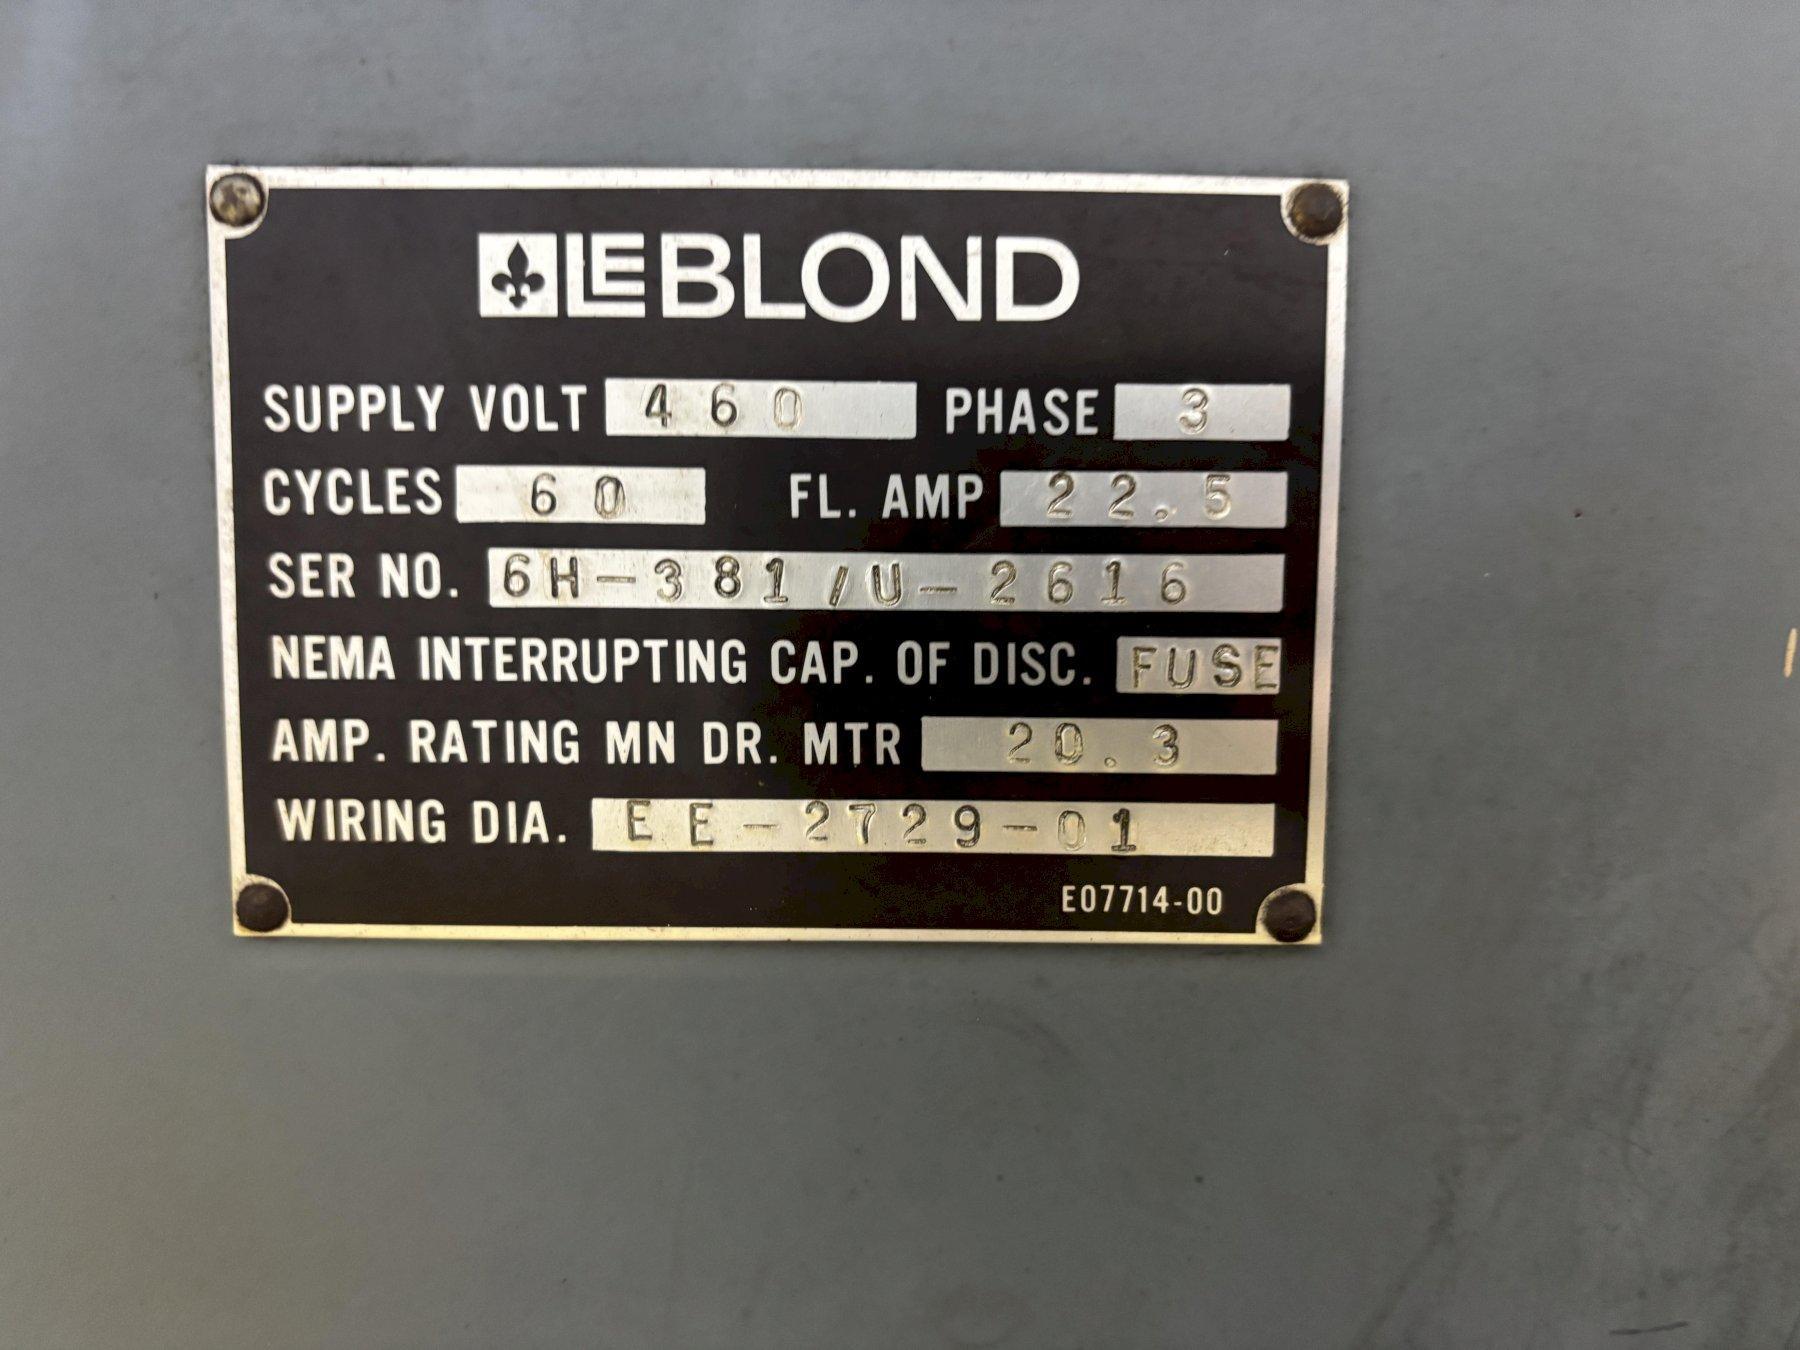 LEBLOND
SUPPLY VOLT 460 PHASE 3
CYCLES 60 FL. AMP 22.5
SER NO. 6H-381/U-2616
NEMA INTERRUPTING CAP. OF DISC. FUSE
AMP. RATING MN DR. MTR 20.3
WIRING DIA. EE-2729-01
E07714-00